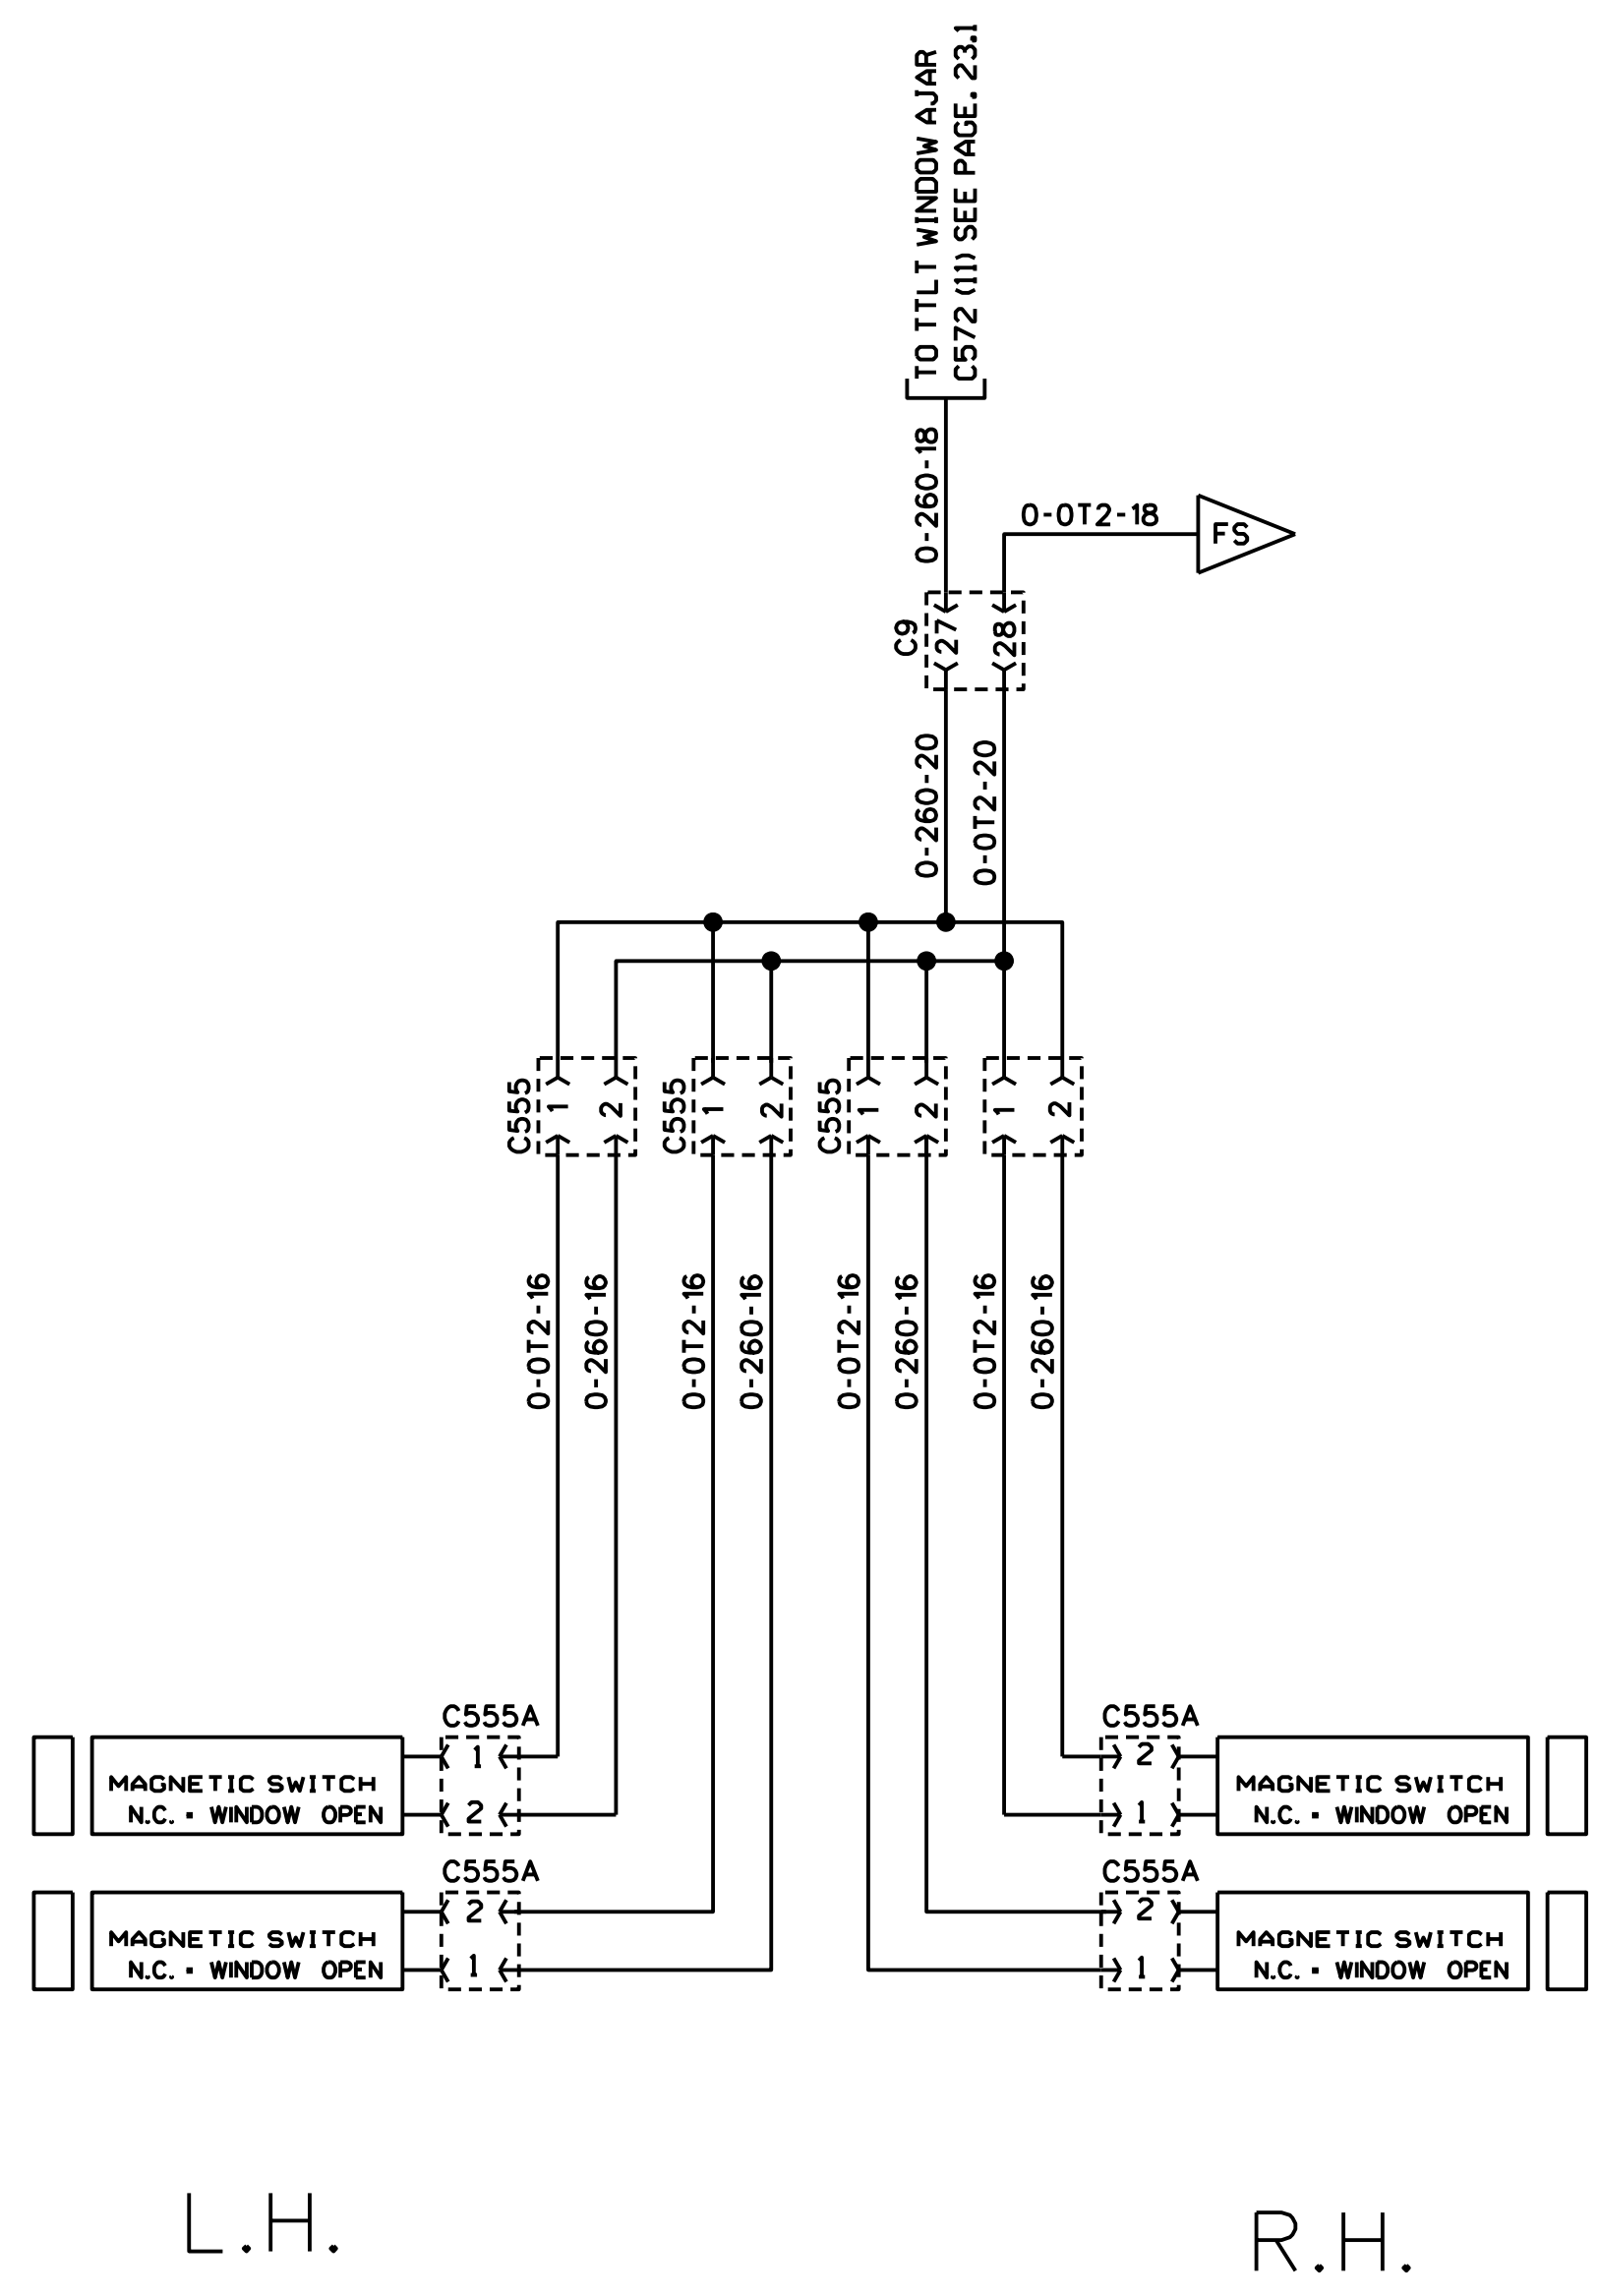 TO TTLT WINDOW AJAR
C572 (11) SEE PAGE. 23.1
0-260-18
0-0T2-18
FS
C9
27
28
0-260-20
0-0T2-20
C555
1
2
C555
1
2
C555
1
2
1
2
0-0T2-16
0-260-16
0-0T2-16
0-260-16
0-0T2-16
0-260-16
0-0T2-16
0-260-16
C555A
1
2
MAGNETIC SWITCH
N.C. - WINDOW OPEN
C555A
2
1
MAGNETIC SWITCH
N.C. - WINDOW OPEN
C555A
2
1
MAGNETIC SWITCH
N.C. - WINDOW OPEN
C555A
2
1
MAGNETIC SWITCH
N.C. - WINDOW OPEN
L.H.
R.H.